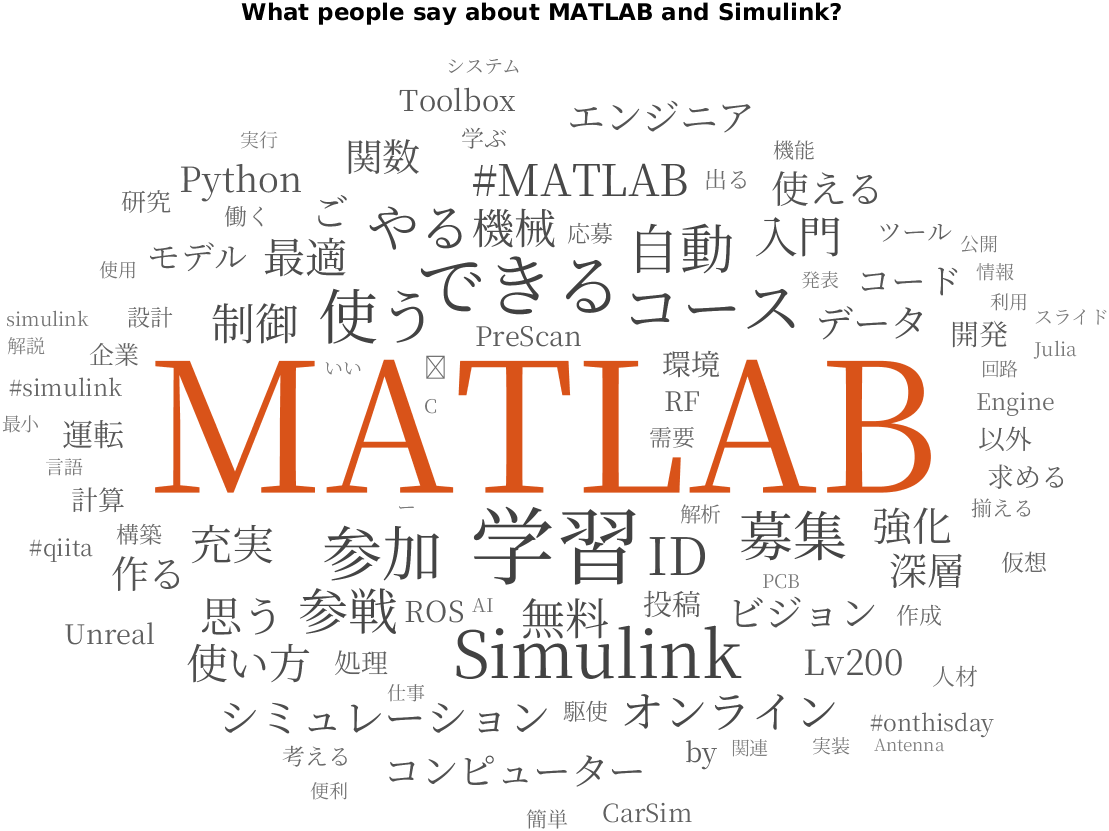 What people say about MATLAB and Simulink?
システム
Toolbox
エンジニア
実行
関数
学ぶ
機能
Python
#MATLAB
出る
使える
研究
働く
ご
やる
機械
応募
自動
入門
ツール
公開
モデル
最適
使用
できる
発表
コード
情報
simulink
設計
制御
使う
コース
データ
利用
スライド
解説
企業
PreScan
開発
Julia
#simulink
いい
環境
回路
MATLAB
C
RF
Engine
最小
運転
需要
以外
言語
求める
計算
ー
解析
揃える
#qiita
構築
充実
参加
学習
ID
募集
強化
作る
PCB
深層
仮想
思う
参戦
ROS
AI
無料
投稿
ビジョン
作成
Unreal
使い方
処理
Simulink
Lv200
人材
仕事
シミュレーション
駆使
オンライン
#onthisday
考える
コンピューター
by
関連
実装
Antenna
便利
簡単
CarSim